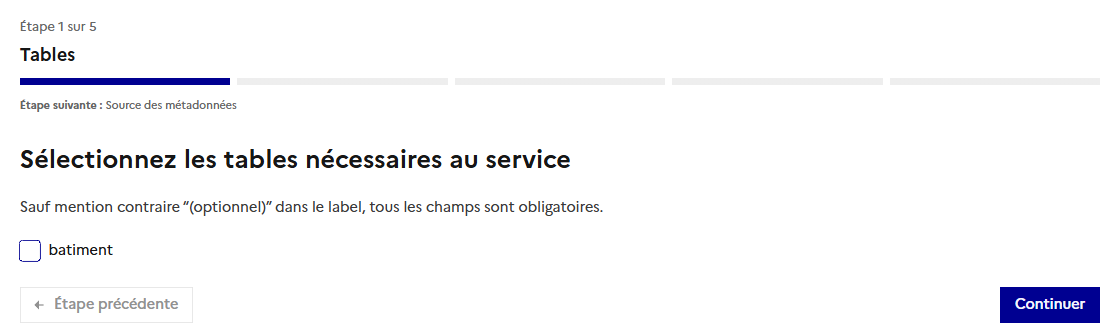 Étape 1 sur 5
Tables
Étape suivante : Source des métadonnées
Sélectionnez les tables nécessaires au service
Sauf mention contraire “(optionnel)” dans le label, tous les champs sont obligatoires.
batiment
Étape précédente
Continuer